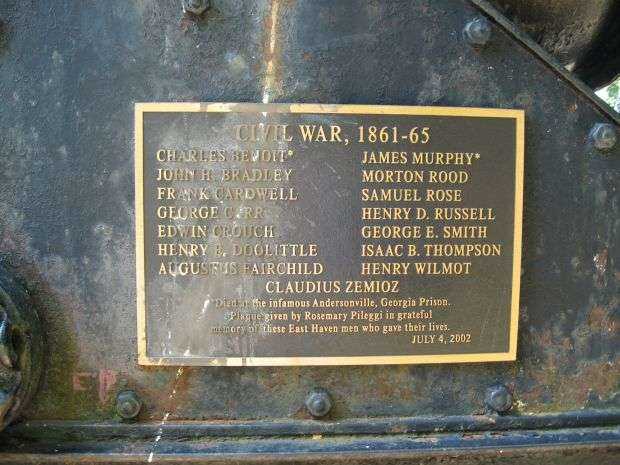 CIVIL WAR, 1861-65
CHARLES BENOIT*
JOHN H. BRADLEY
FRANK CARDWELL
GEORGE CARR
EDWIN CROUCH
HENRY B. DOOLITTLE
AUGUSTUS FAIRCHILD
JAMES MURPHY*
MORTON ROOD
SAMUEL ROSE
HENRY D. RUSSELL
GEORGE E. SMITH
ISAAC B. THOMPSON
HENRY WILMOT
CLAUDIUS ZEMIOZ
*Died at the infamous Andersonville, Georgia Prison.
Plaque given by Rosemary Pileggi in grateful
memory of these East Haven men who gave their lives.
JULY 4, 2002